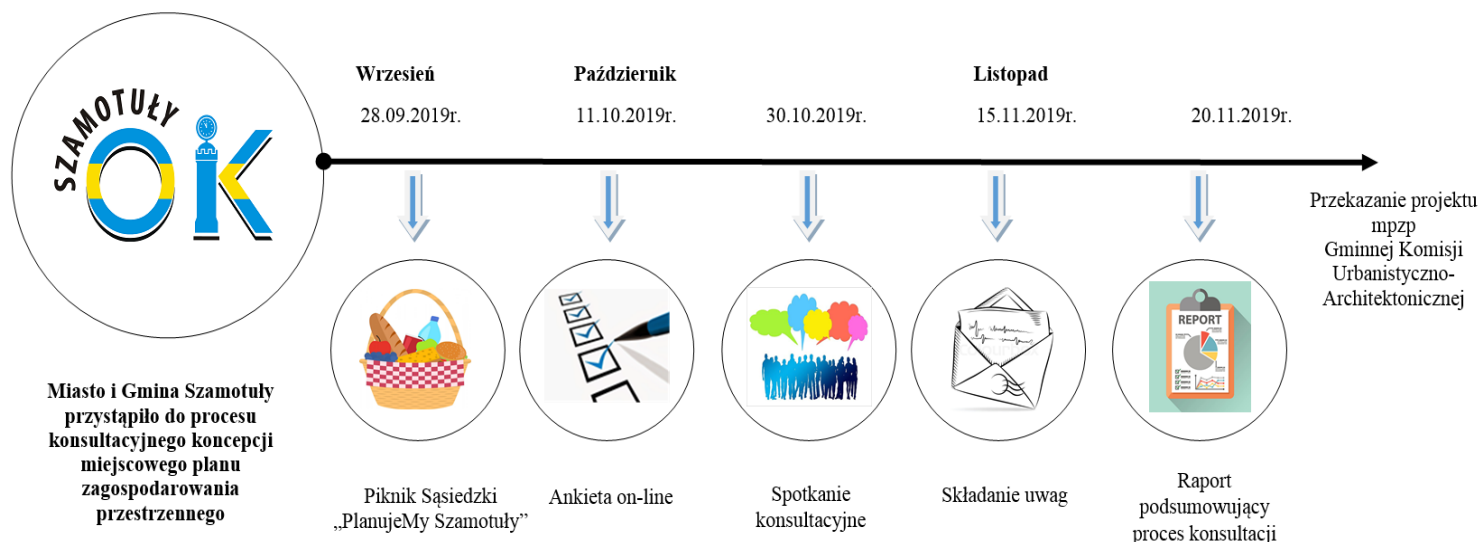 SZAMOTUŁY
OK
Miasto i Gmina Szamotuły
przystąpiło do procesu
konsultacyjnego koncepcji
miejscowego planu
zagospodarowania
przestrzennego
Wrzesień
Październik
Listopad
28.09.2019r.
11.10.2019r.
30.10.2019r.
15.11.2019r.
20.11.2019r.
Przekazanie projektu
mpzp
Gminnej Komisji
Urbanistyczno-
Architektonicznej
REPORT
Piknik Sąsiedzki
„PlanujeMy Szamotuły”
Ankieta on-line
Spotkanie
konsultacyjne
Składanie uwag
Raport
podsumowujący
proces konsultacji